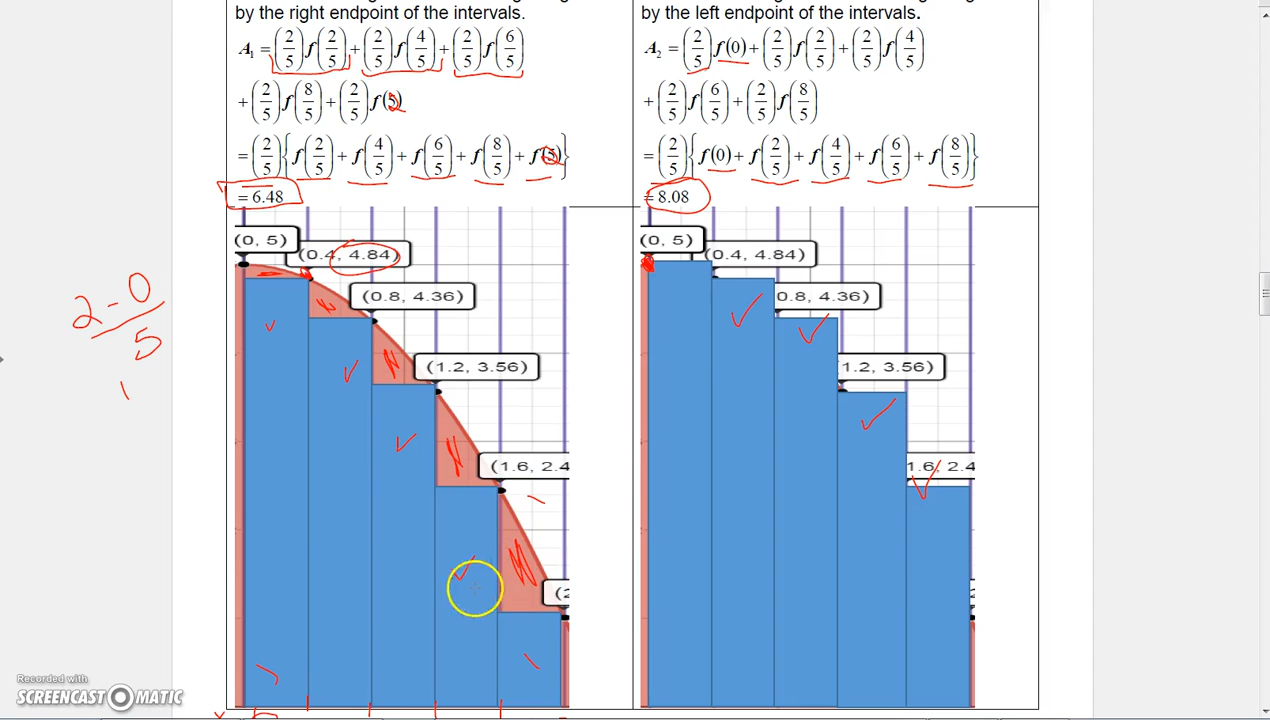 by the right endpoint of the intervals.
A₁ = (2/5) f(2/5) + (2/5) f(4/5) + (2/5) f(6/5)
+ (2/5) f(8/5) + (2/5) f(2)
= (2/5) { f(2/5) + f(4/5) + f(6/5) + f(8/5) + f(2) }
= 6.48
(0, 5)
(0.4, 4.84)
(0.8, 4.36)
(1.2, 3.56)
(1.6, 2.4
(2
by the left endpoint of the intervals.
A₂ = (2/5) f(0) + (2/5) f(2/5) + (2/5) f(4/5)
+ (2/5) f(6/5) + (2/5) f(8/5)
= (2/5) { f(0) + f(2/5) + f(4/5) + f(6/5) + f(8/5) }
= 8.08
(0, 5)
(0.4, 4.84)
0.8, 4.36)
1.2, 3.56)
1.6, 2.4
2 - 0
5
Recorded with
SCREENCAST O MATIC